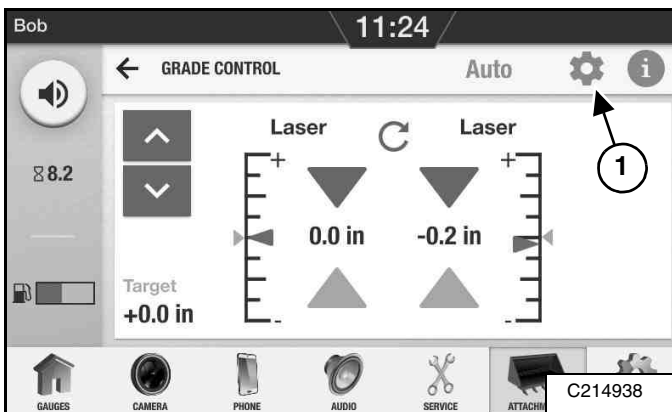 Bob
11:24
GRADE CONTROL
Auto
i
1
Laser
Laser
+
+
8.2
0.0 in
-0.2 in
Target
+0.0 in
-
-
GAUGES
CAMERA
PHONE
AUDIO
SERVICE
ATTACHM
C214938